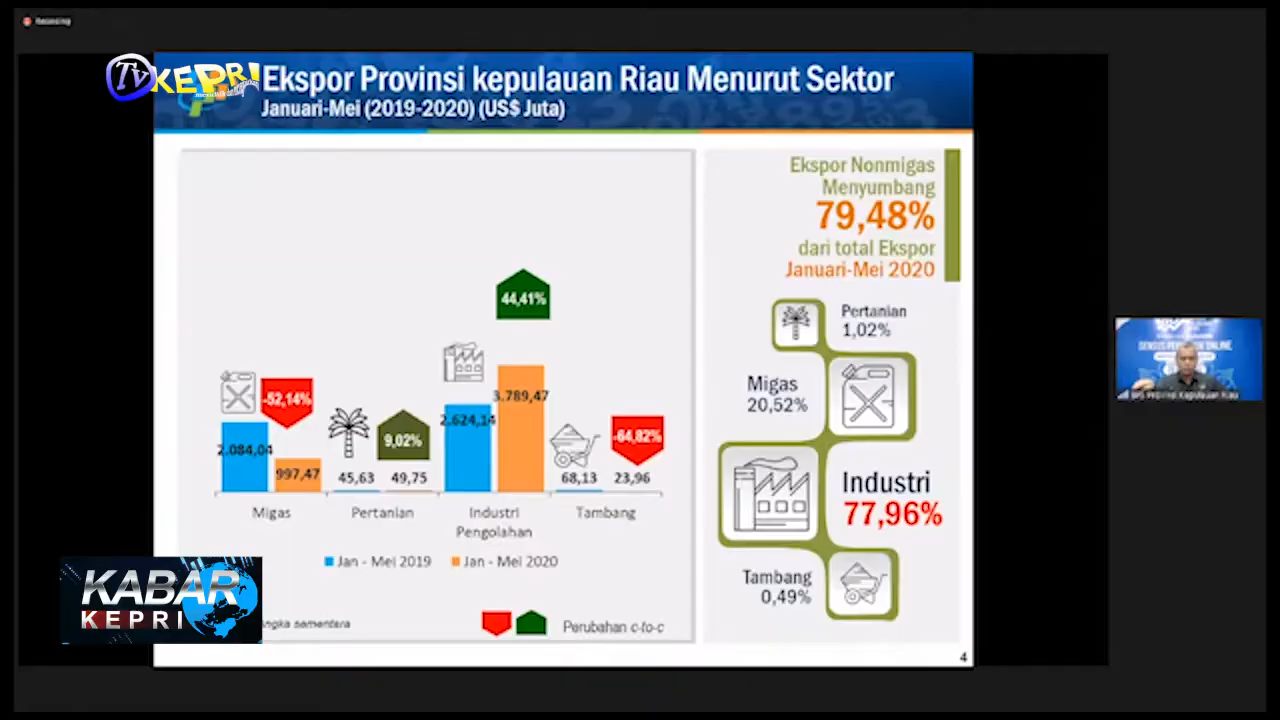 Recording
Tv KEPRI
Ekspor Provinsi kepulauan Riau Menurut Sektor
Januari-Mei (2019-2020) (US$ Juta)
Ekspor Nonmigas
Menyumbang
79,48%
dari total Ekspor
Januari-Mei 2020
44,41%
-52,14%
9,02%
-64,82%
2.084,04
997,47
45,63
49,75
2.624,14
3.789,47
68,13
23,96
Migas
Pertanian
Industri
Pengolahan
Tambang
Jan - Mei 2019
Jan - Mei 2020
Perubahan c-to-c
Pertanian
1,02%
Migas
20,52%
Industri
77,96%
Tambang
0,49%
KABAR
KEPRI
sementara
4
SENSUS PENDUDUK ONLINE
BPS Provinsi Kepulauan Riau